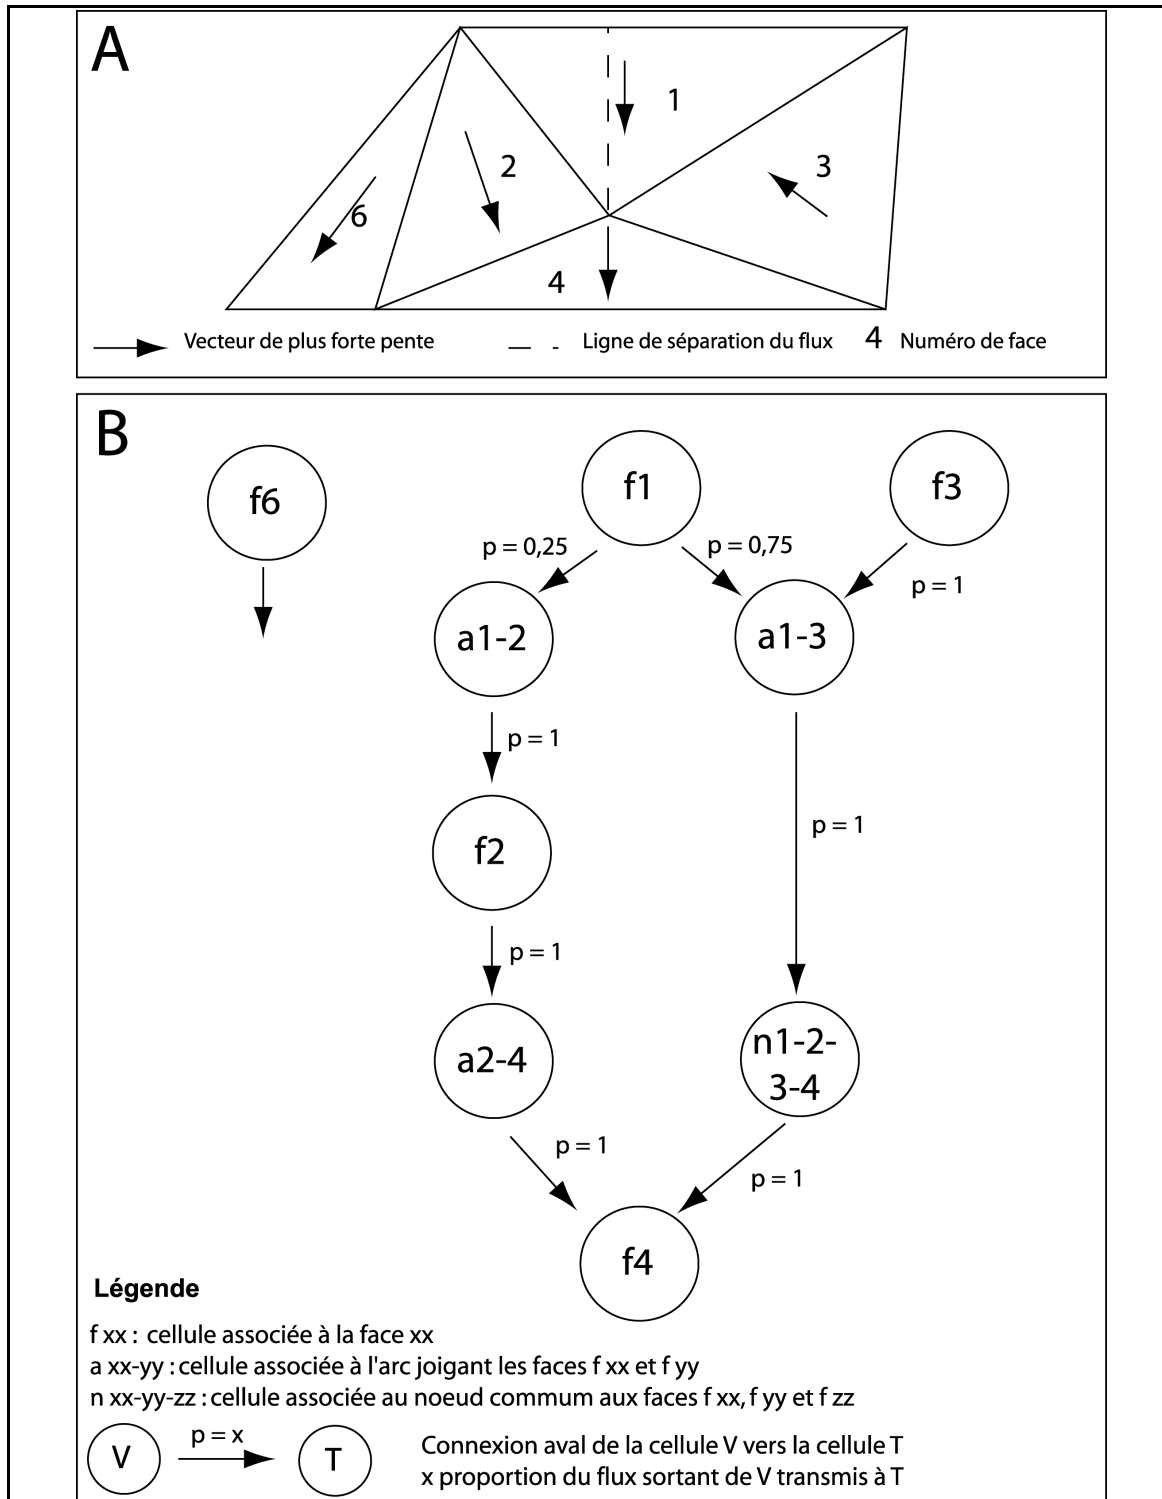 A
1
2
3
6
4
Vecteur de plus forte pente
Ligne de séparation du flux
4 Numéro de face
B
f6
f1
f3
p = 0,25
p = 0,75
p = 1
a1-2
a1-3
p = 1
p = 1
f2
p = 1
a2-4
n1-2-
3-4
p = 1
p = 1
f4
Légende
f xx : cellule associée à la face xx
a xx-yy : cellule associée à l'arc joigant les faces f xx et f yy
n xx-yy-zz : cellule associée au noeud commum aux faces f xx, f yy et f zz
V
p = x
T
Connexion aval de la cellule V vers la cellule T
x proportion du flux sortant de V transmis à T